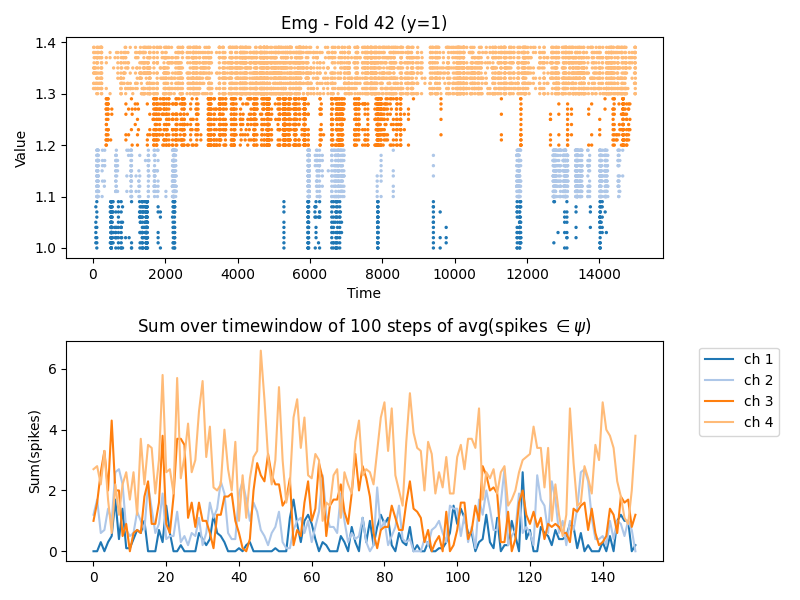 Emg - Fold 42 (y=1)
Value
1.4
1.3
1.2
1.1
1.0
0 2000 4000 6000 8000 10000 12000 14000
Time
Sum over timewindow of 100 steps of avg(spikes ∈ ψ)
Sum(spikes)
6
4
2
0
0 20 40 60 80 100 120 140
ch 1
ch 2
ch 3
ch 4